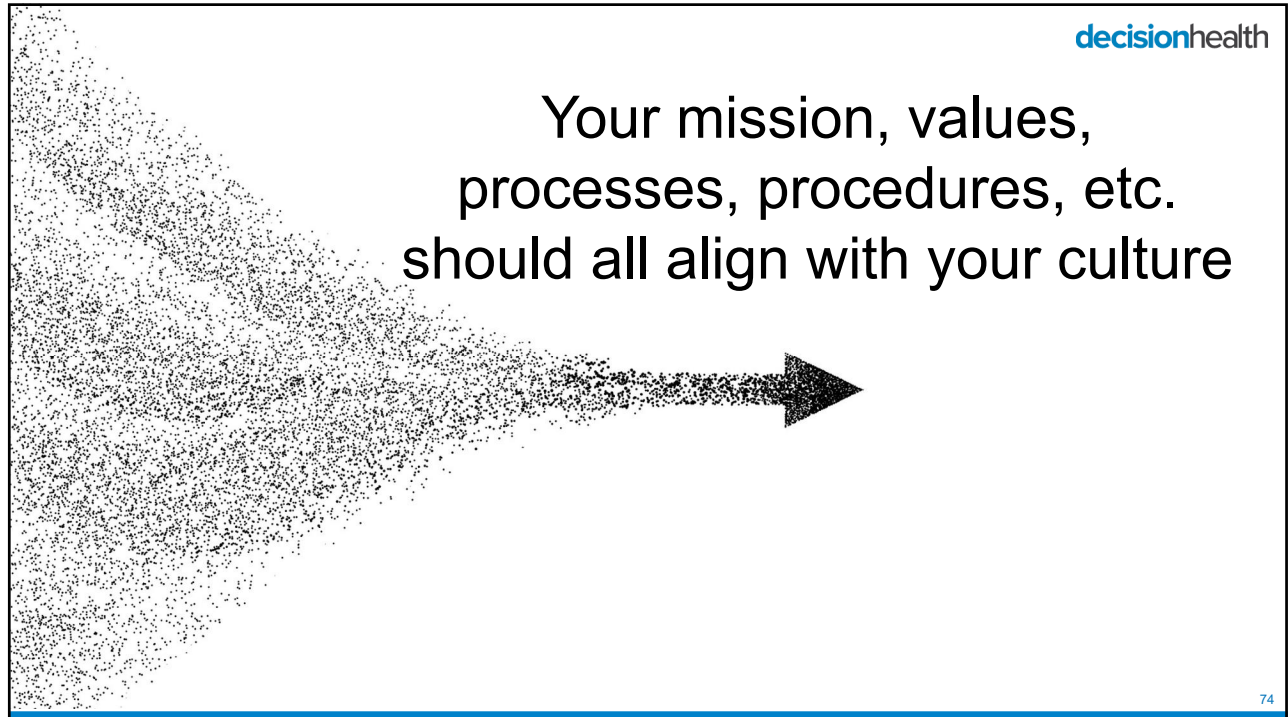 decisionhealth
Your mission, values,
processes, procedures, etc.
should all align with your culture
74